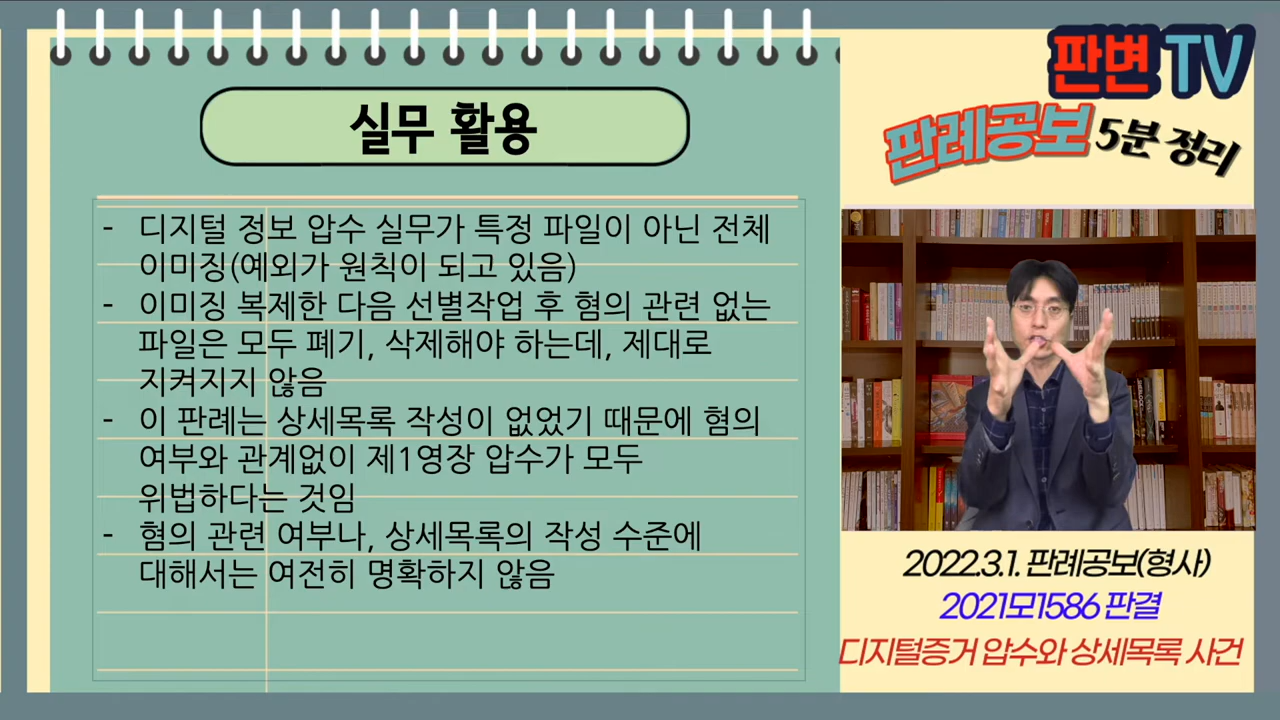 실무 활용
- 디지털 정보 압수 실무가 특정 파일이 아닌 전체
이미징(예외가 원칙이 되고 있음)
- 이미징 복제한 다음 선별작업 후 혐의 관련 없는
파일은 모두 폐기, 삭제해야 하는데, 제대로
지켜지지 않음
- 이 판례는 상세목록 작성이 없었기 때문에 혐의
여부와 관계없이 제1영장 압수가 모두
위법하다는 것임
- 혐의 관련 여부나, 상세목록의 작성 수준에
대해서는 여전히 명확하지 않음
판변 TV
판례공보 5분 정리
2022.3.1. 판례공보(형사)
2021모1586 판결
디지털증거 압수와 상세목록 사건